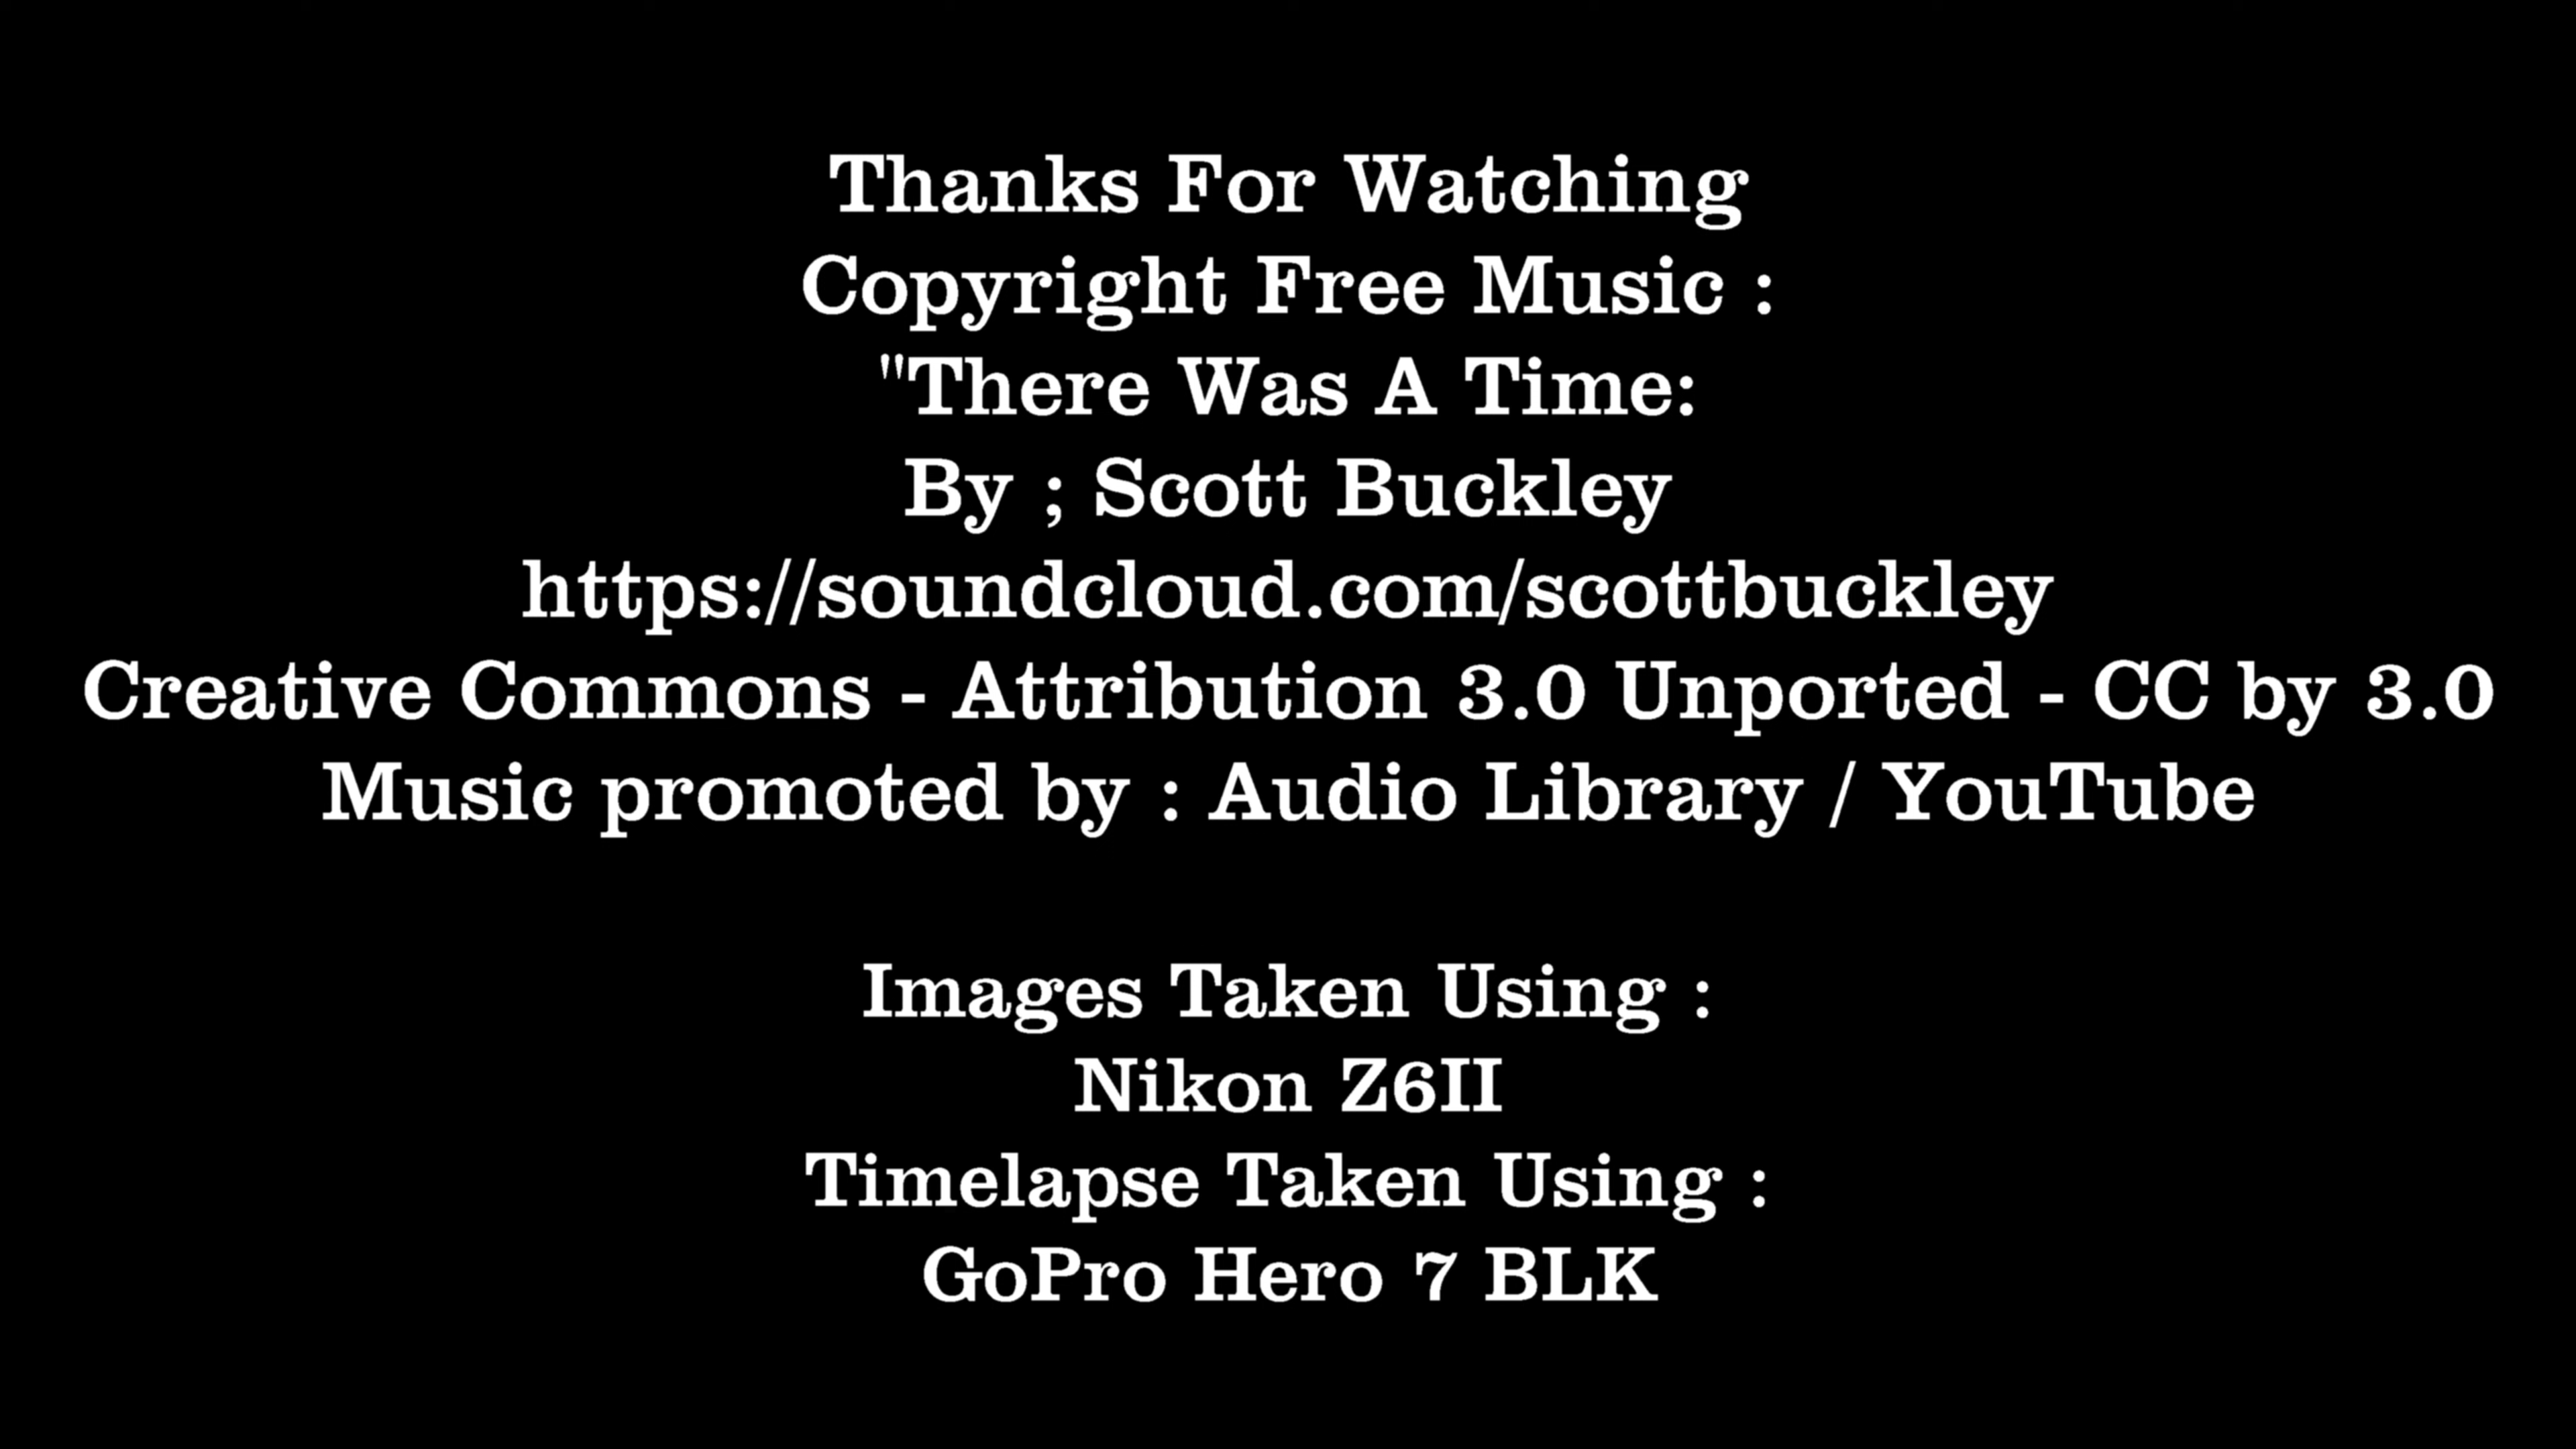 Thanks For Watching
Copyright Free Music :
"There Was A Time:
By ; Scott Buckley
https://soundcloud.com/scottbuckley
Creative Commons - Attribution 3.0 Unported - CC by 3.0
Music promoted by : Audio Library / YouTube
Images Taken Using :
Nikon Z6II
Timelapse Taken Using :
GoPro Hero 7 BLK